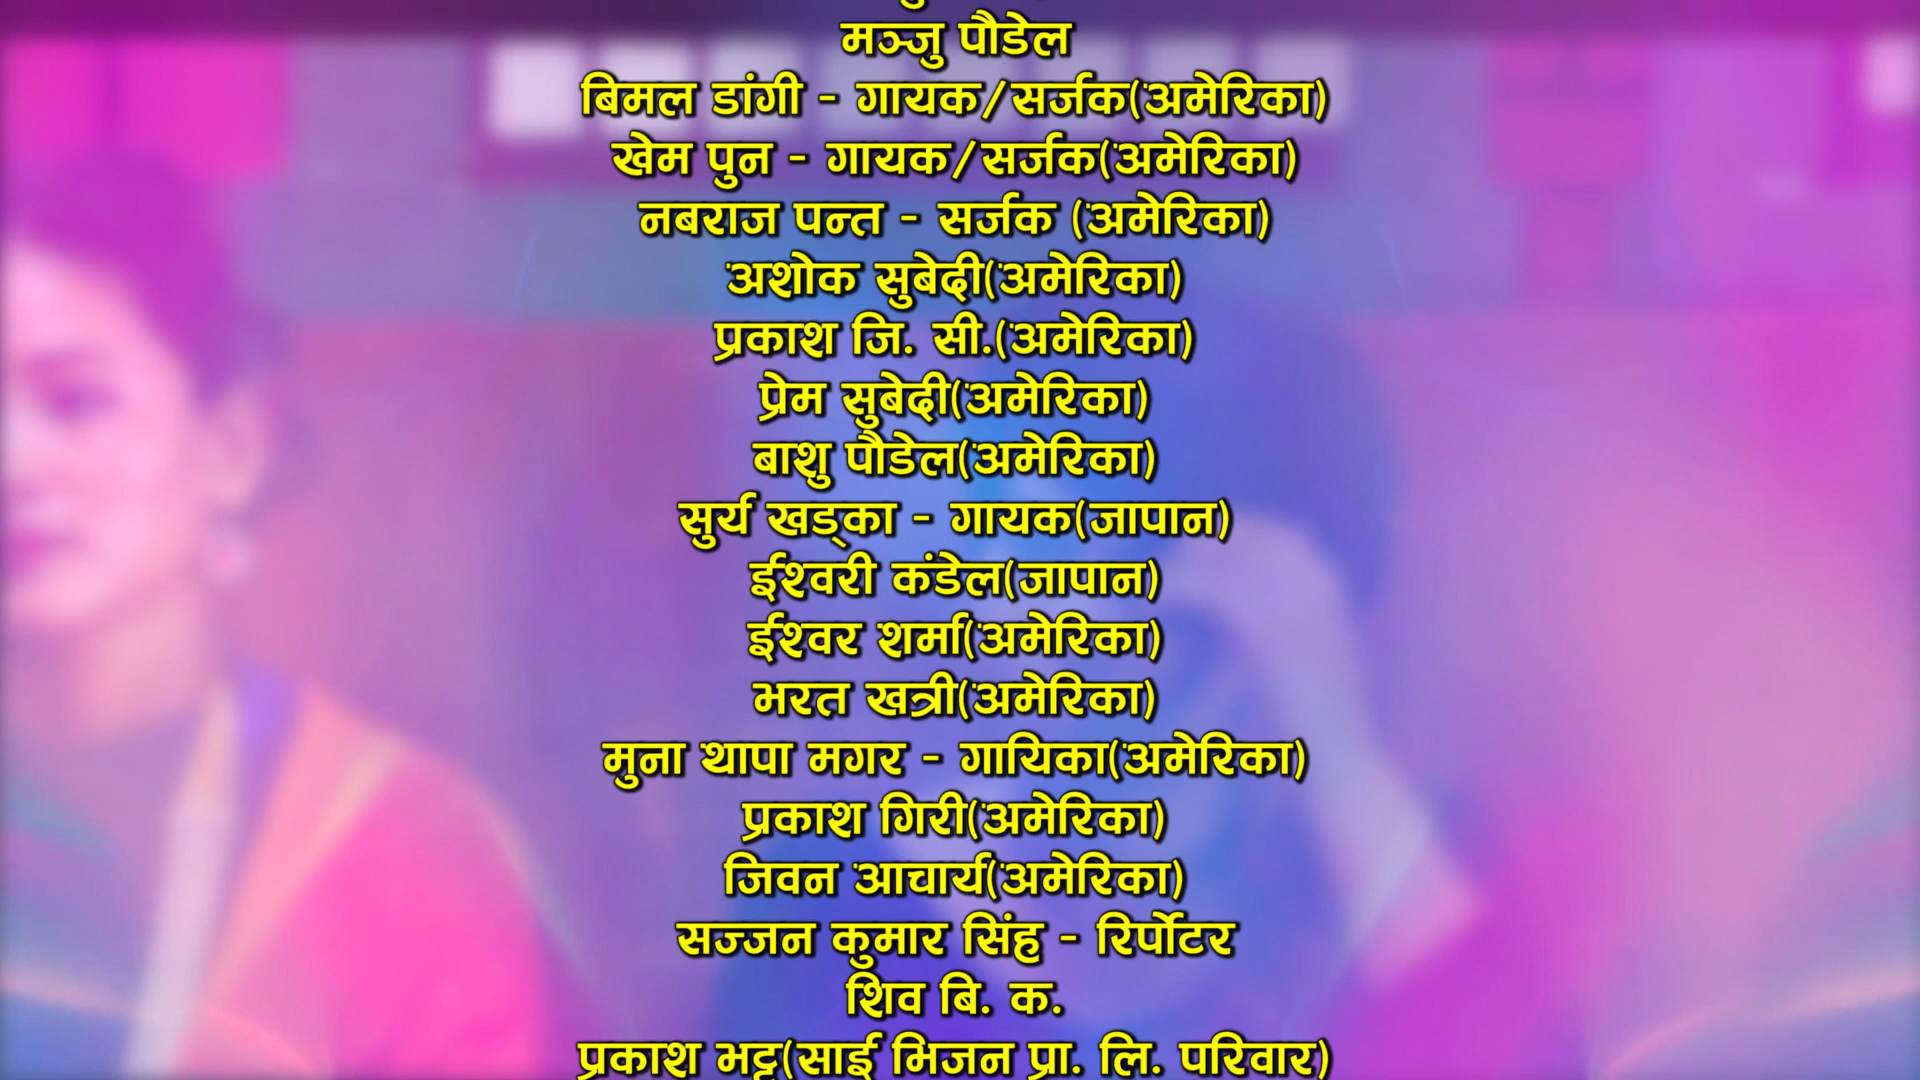 मञ्जु पौडेल
बिमल डांगी - गायक/सर्जक(अमेरिका)
खेम पुन - गायक/सर्जक(अमेरिका)
नबराज पन्त - सर्जक (अमेरिका)
अशोक सुबेदी(अमेरिका)
प्रकाश जि. सी.(अमेरिका)
प्रेम सुबेदी(अमेरिका)
बाशु पौडेल(अमेरिका)
सुर्य खड्का - गायक(जापान)
ईश्वरी कंडेल(जापान)
ईश्वर शर्मा(अमेरिका)
भरत खत्री(अमेरिका)
मुना थापा मगर - गायिका(अमेरिका)
प्रकाश गिरी(अमेरिका)
जिवन आचार्य(अमेरिका)
सज्जन कुमार सिंह - रिर्पोटर
शिव बि. क.
प्रकाश भट्ट(साई भिजन प्रा. लि. परिवार)